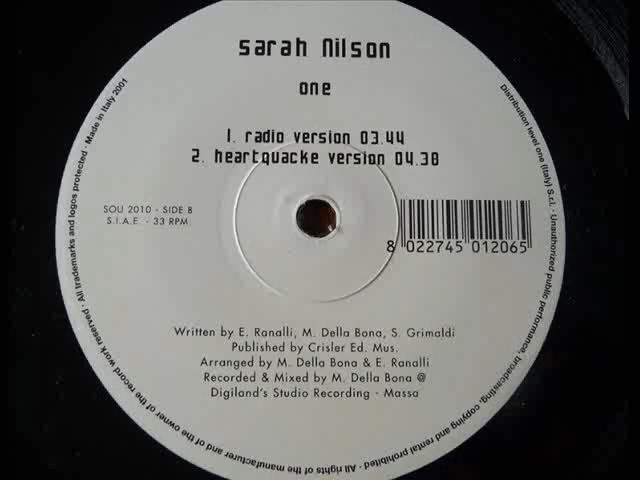 sarah Nilson
one
1. radio version 03.44
2. heartquacke version 04.38
SOU 2010 - SIDE B
S.I.A.E. - 33 RPM
8 022745 012065
Written by E. Ranalli, M. Della Bona, S. Grimaldi
Published by Crisler Ed. Mus.
Arranged by M. Della Bona & E. Ranalli
Recorded & Mixed by M. Della Bona @
Digiland's Studio Recording - Massa
Distribution level one (Italy) S.r.l. - Unauthorized public performance, broadcasting, copying and rental prohibited - All rights of the manufacturer and of the owner of the record work reserved - All trademarks and logos protected - Made in Italy 2001